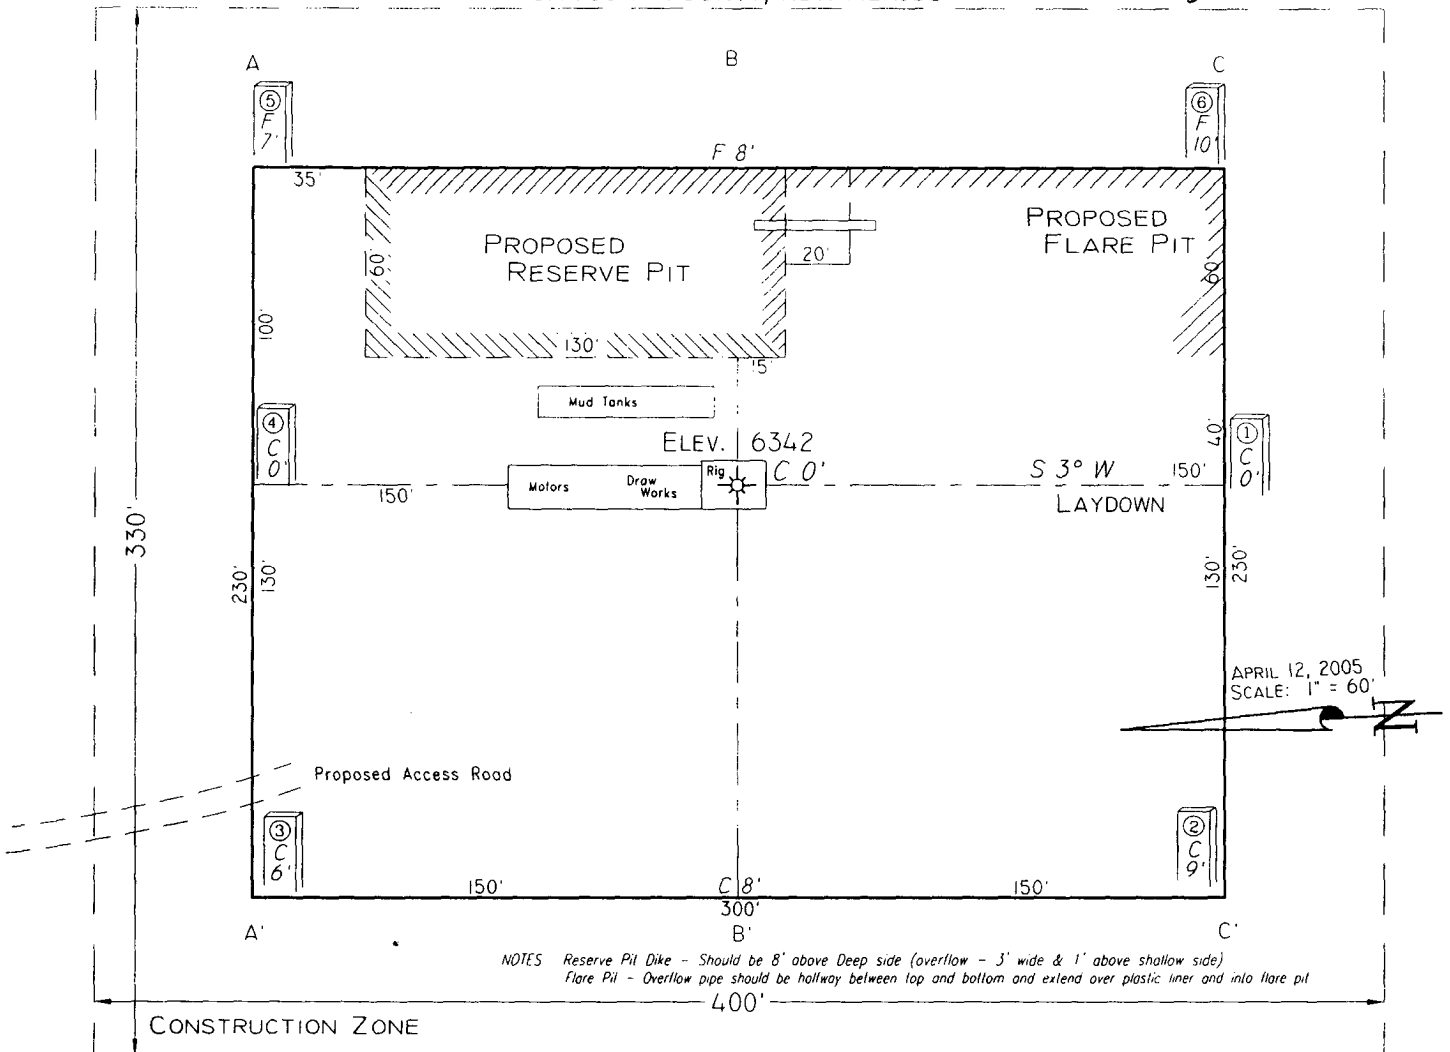 A B C
⑤ F 7'
⑥ F 10'
F 8'
35'
PROPOSED
RESERVE PIT
PROPOSED
FLARE PIT
60'
20'
60'
100'
130'
15'
Mud Tanks
④ C 0'
ELEV. 6342
C 0'
40'
① C 0'
Motors
Draw
Works
Rig
150'
S 3° W
150'
LAYDOWN
330'
230'
130'
130'
230'
APRIL 12, 2005
SCALE: 1" = 60'
N
Proposed Access Road
③ C 6'
② C 9'
150'
C 8'
150'
300'
A' B' C'
NOTES Reserve Pit Dike - Should be 8' above Deep side (overflow - 3' wide & 1' above shallow side)
Flare Pit - Overflow pipe should be halfway between top and bottom and extend over plastic liner and into flare pit
400'
CONSTRUCTION ZONE